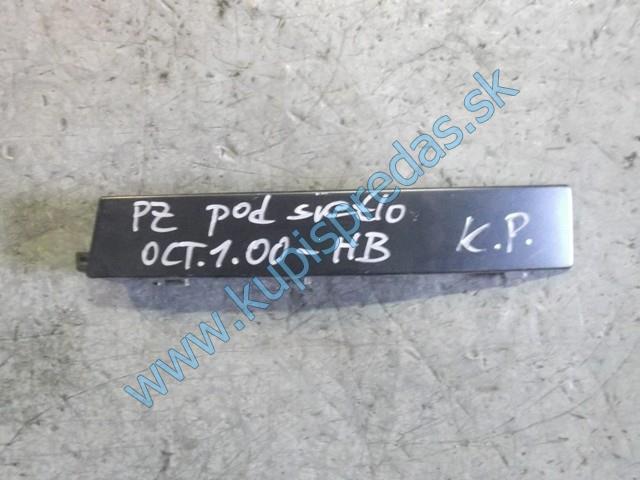 PZ pod svetlo
OCT.1.00-HB K.P.
www.kupispredas.sk